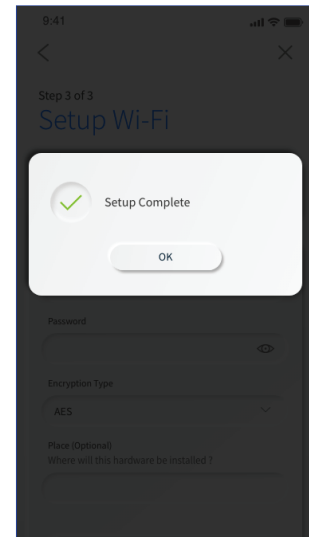 9:41
Step 3 of 3
Setup Wi-Fi
Setup Complete
OK
Password
Encryption Type
AES
Place (Optional)
Where will this hardware be installed ?